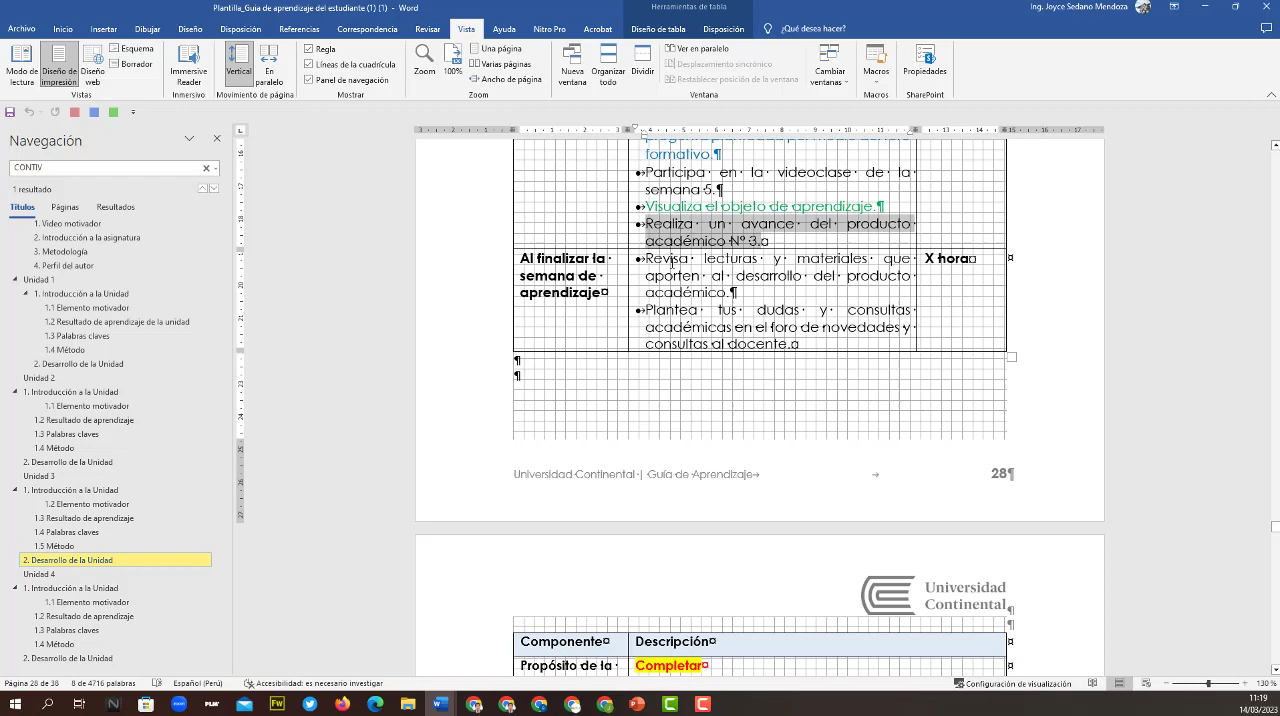 Plantilla_Guía de aprendizaje del estudiante (1) (1) - Word
Herramientas de tabla
Ing. Joyce Sedano Mendoza
Archivo
Inicio
Insertar
Dibujar
Diseño
Disposición
Referencias
Correspondencia
Revisar
Vista
Ayuda
Nitro Pro
Acrobat
Diseño de tabla
Disposición
¿Qué desea hacer?
Modo de lectura
Diseño de impresión
Diseño web
Esquema
Borrador
Vistas
Immersive Reader
Inmersivo
Vertical
En paralelo
Movimiento de página
Regla
Líneas de la cuadrícula
Panel de navegación
Mostrar
Zoom
100%
Una página
Varias páginas
Ancho de página
Zoom
Nueva ventana
Organizar todo
Dividir
Ver en paralelo
Desplazamiento sincrónico
Restablecer posición de la ventana
Ventana
Cambiar ventanas
Macros
Macros
Propiedades
SharePoint
Navegación
CONTIV
1 resultado
Títulos
Páginas
Resultados
1. Video motivador
2. Introducción a la asignatura
3. Metodología
4. Perfil del autor
Unidad 1
1. Introducción a la Unidad
1.1 Elemento motivador
1.2 Resultado de aprendizaje de la unidad
1.3 Palabras claves
1.4 Método
2. Desarrollo de la Unidad
Unidad 2
1. Introducción a la Unidad
1.1 Elemento motivador
1.2 Resultado de aprendizaje
1.3 Palabras claves
1.4 Método
2. Desarrollo de la Unidad
Unidad 3
1. Introducción a la Unidad
1.2 Elemento motivador
1.3 Resultado de aprendizaje
1.4 Palabras claves
1.5 Método
2. Desarrollo de la Unidad
Unidad 4
1. Introducción a la Unidad
1.1 Elemento motivador
1.2 Resultado de aprendizaje
1.3 Palabras claves
1.4 Método
2. Desarrollo de la Unidad
formativo.¶
Participa en la videoclase de la
semana 5.¶
Visualiza el objeto de aprendizaje.¶
Realiza un avance del producto
académico Nº 3.¤
Al finalizar la
semana de
aprendizaje¤
Revisa lecturas y materiales que
aporten al desarrollo del producto
académico.¶
Plantea tus dudas y consultas
académicas en el foro de novedades y
consultas al docente.¤
X hora¤
Universidad Continental | Guía de Aprendizaje
28¶
Universidad
Continental
Componente¤
Descripción¤
Propósito de la
Completar¤
Página 28 de 38
8 de 4716 palabras
Español (Perú)
Accesibilidad: es necesario investigar
Configuración de visualización
130 %
11:19
14/03/2023